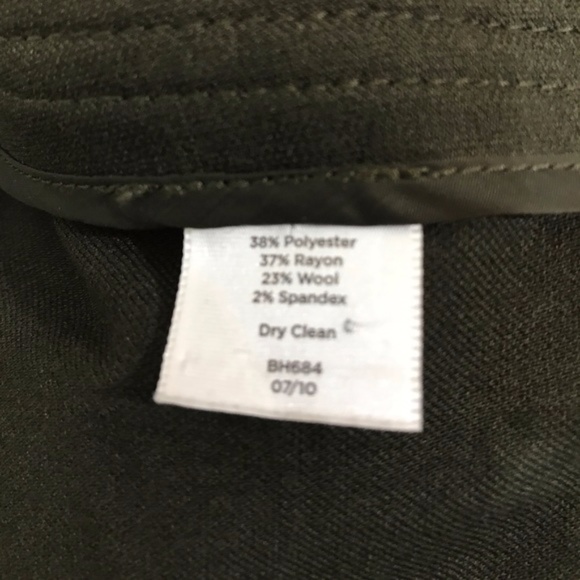 38% Polyester
37% Rayon
23% Wool
2% Spandex
Dry Clean
BH684
07/10